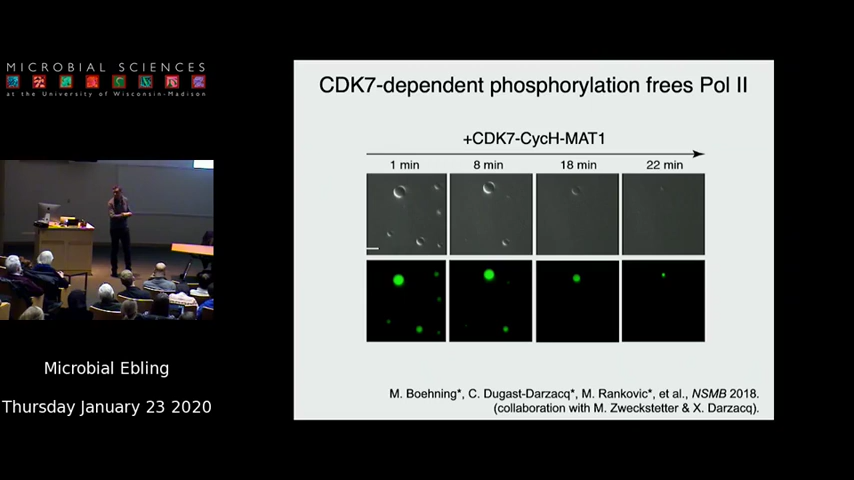 MICROBIAL SCIENCES
at the University of Wisconsin-Madison
Microbial Ebling
Thursday January 23 2020
CDK7-dependent phosphorylation frees Pol II
+CDK7-CycH-MAT1
1 min 8 min 18 min 22 min
M. Boehning*, C. Dugast-Darzacq*, M. Rankovic*, et al., NSMB 2018.
(collaboration with M. Zweckstetter & X. Darzacq).